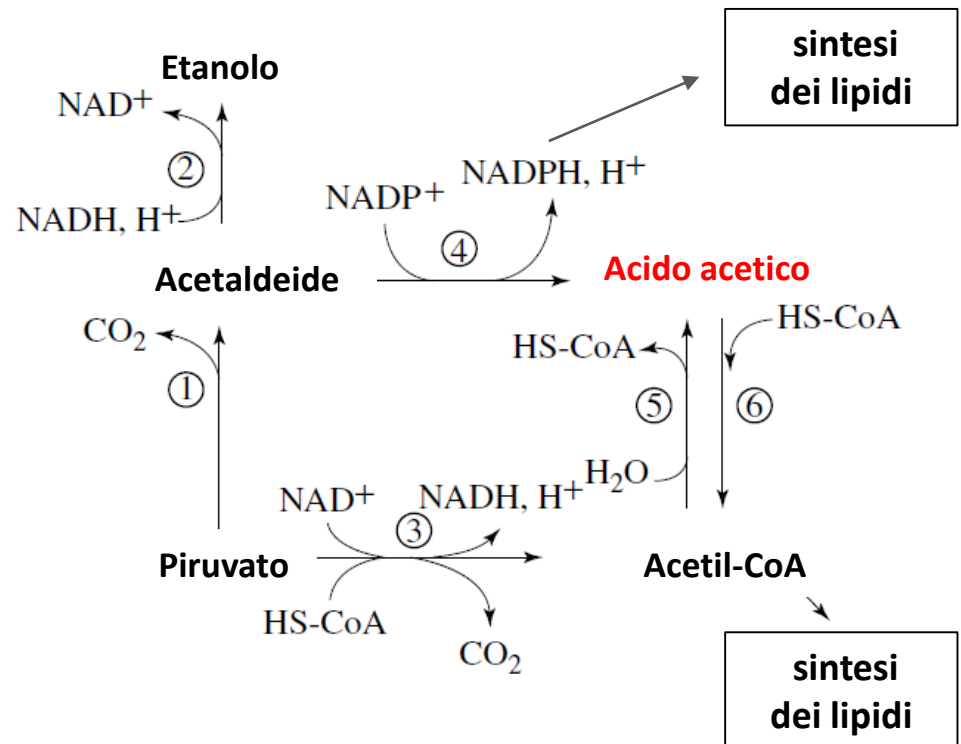 sintesi
dei lipidi
Etanolo
NAD+
②
NADH, H+
NADP+
NADPH, H+
④
Acetaldeide
Acido acetico
CO2
HS-CoA
HS-CoA
①
⑤
⑥
H2O
NAD+
NADH, H+
③
Piruvato
Acetil-CoA
HS-CoA
CO2
sintesi
dei lipidi